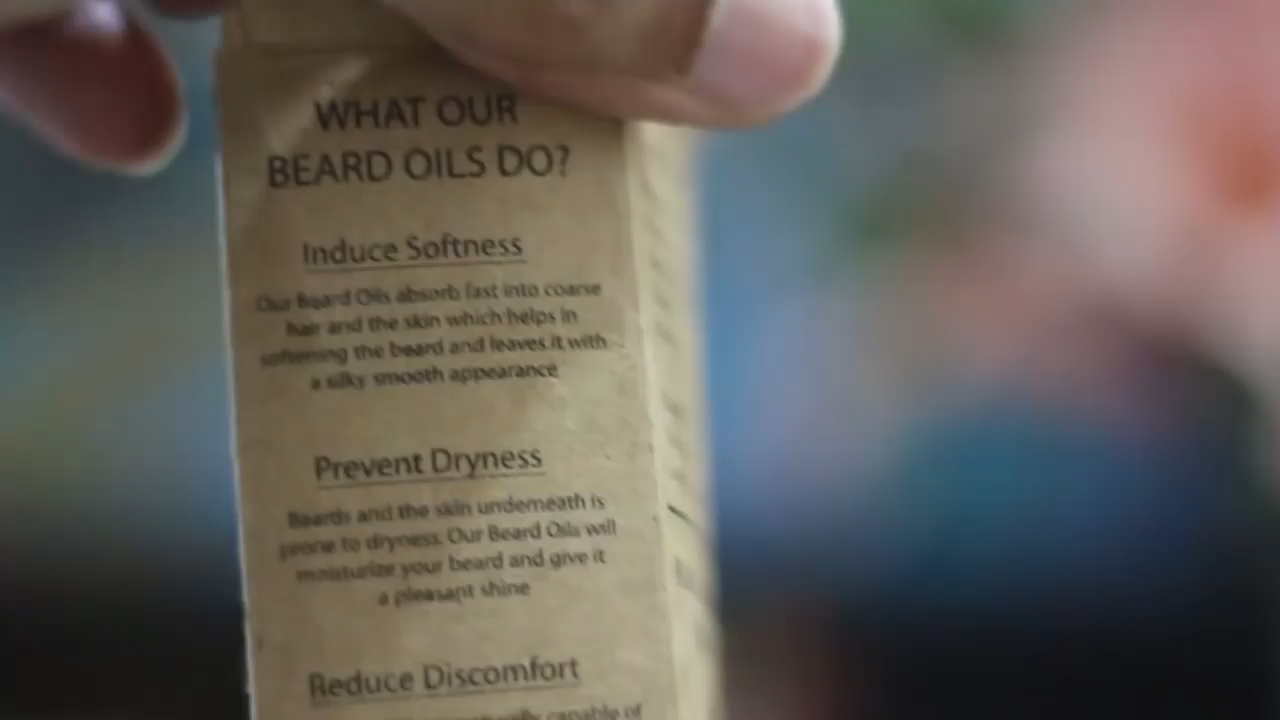 WHAT OUR
BEARD OILS DO?
Induce Softness
Our Beard Oils absorb fast into coarse
hair and the skin which helps in
softening the beard and leaves it with
a silky smooth appearance
Prevent Dryness
Beards and the skin underneath is
prone to dryness. Our Beard Oils will
moisturize your beard and give it
a pleasant shine
Reduce Discomfort
capable of